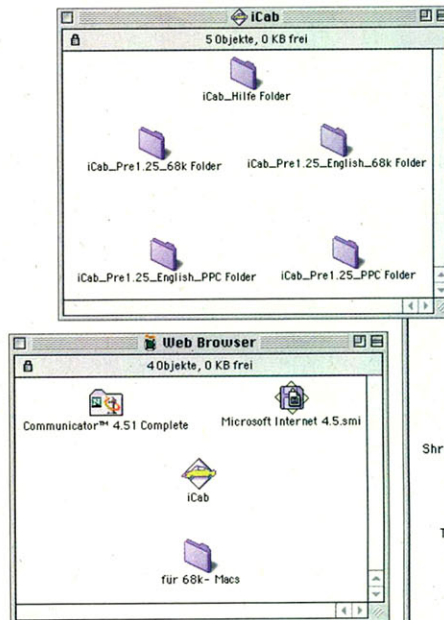 iCab
5 Objekte, 0 KB frei
iCab_Hilfe Folder
iCab_Pre1.25_68k Folder
iCab_Pre1.25_English_68k Folder
iCab_Pre1.25_English_PPC Folder
iCab_Pre1.25_PPC Folder
Web Browser
4 Objekte, 0 KB frei
Communicator™ 4.51 Complete
Microsoft Internet 4.5.smi
iCab
für 68k- Macs
Shr
T